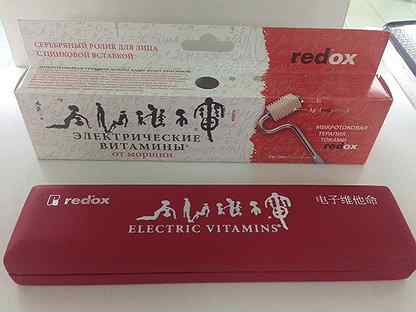 СЕРЕБРЯНЫЙ РОЛИК ДЛЯ ЛИЦА
С ЦИНКОВОЙ ВСТАВКОЙ
redox
ЭЛЕКТРИЧЕСКИЕ
ВИТАМИНЫ®
от морщин
МИКРОТОКОВАЯ
ТЕРАПИЯ
ТОКАМИ
redox
redox
电子维他命
ELECTRIC VITAMINS®